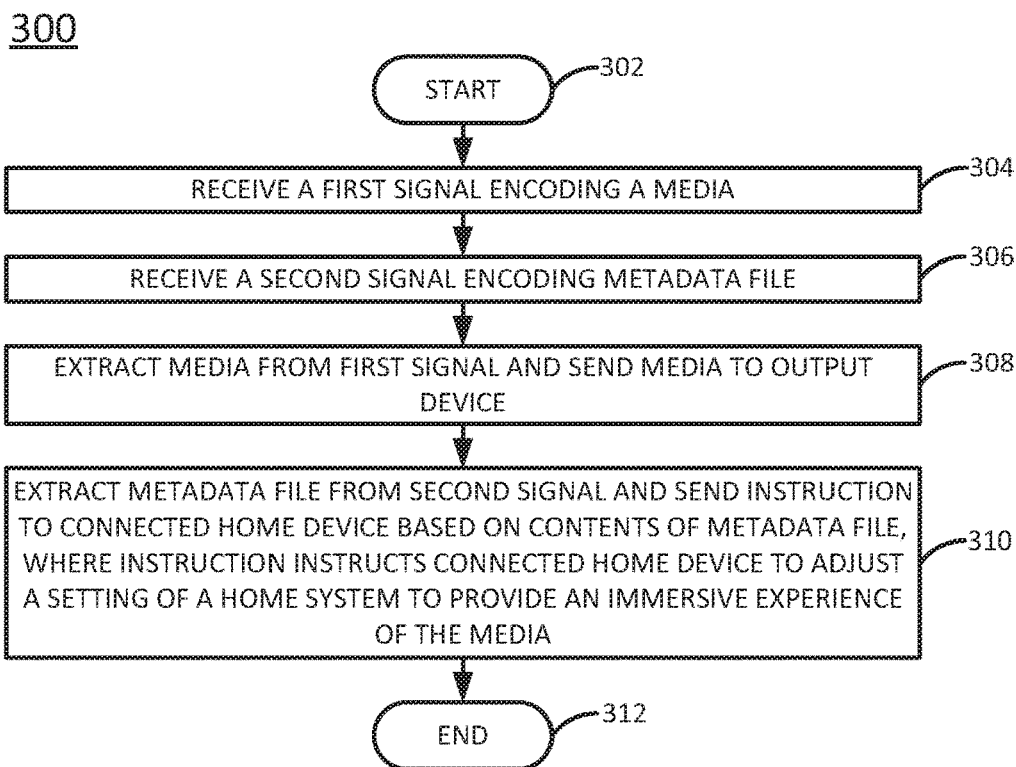 300
START
302
RECEIVE A FIRST SIGNAL ENCODING A MEDIA
304
RECEIVE A SECOND SIGNAL ENCODING METADATA FILE
306
EXTRACT MEDIA FROM FIRST SIGNAL AND SEND MEDIA TO OUTPUT
DEVICE
308
EXTRACT METADATA FILE FROM SECOND SIGNAL AND SEND INSTRUCTION
TO CONNECTED HOME DEVICE BASED ON CONTENTS OF METADATA FILE,
WHERE INSTRUCTION INSTRUCTS CONNECTED HOME DEVICE TO ADJUST
A SETTING OF A HOME SYSTEM TO PROVIDE AN IMMERSIVE EXPERIENCE
OF THE MEDIA
310
END
312